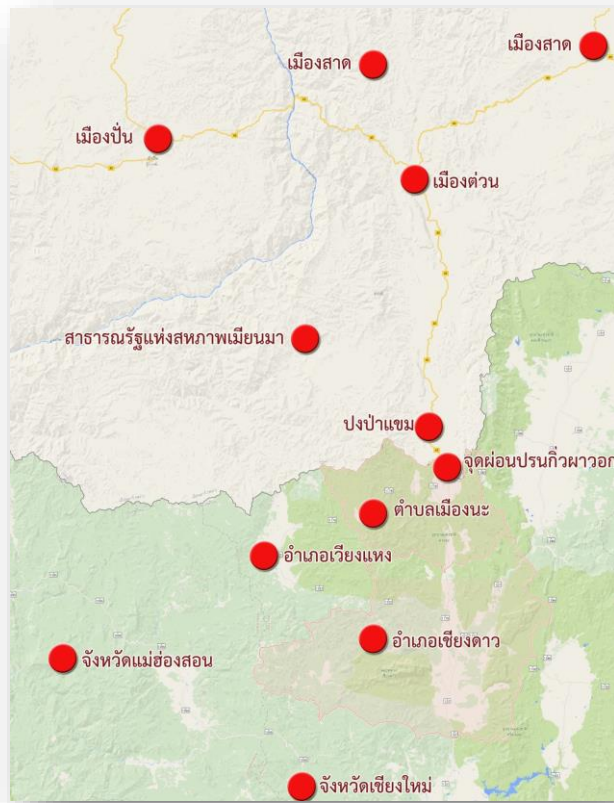 เมืองสาด
เมืองสาด
เมืองปั่น
เมืองต่วน
สาธารณรัฐแห่งสหภาพเมียนมา
ปงป่าแขม
จุดผ่อนปรนกิ่วผาวอก
ตำบลเมืองนะ
อำเภอเวียงแหง
อำเภอเชียงดาว
จังหวัดแม่ฮ่องสอน
จังหวัดเชียงใหม่